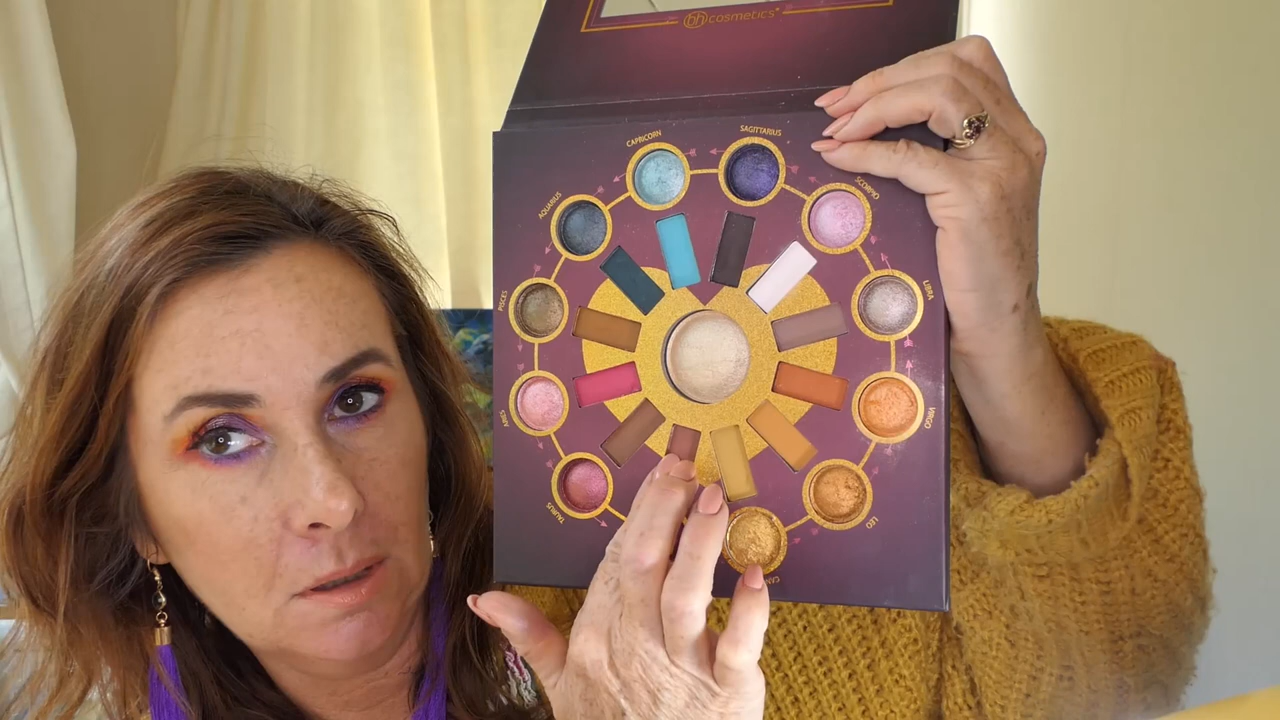 bh cosmetics
CAPRICORN
SAGITTARIUS
AQUARIUS
SCORPIO
PISCES
LIBRA
ARIES
VIRGO
TAURUS
LEO